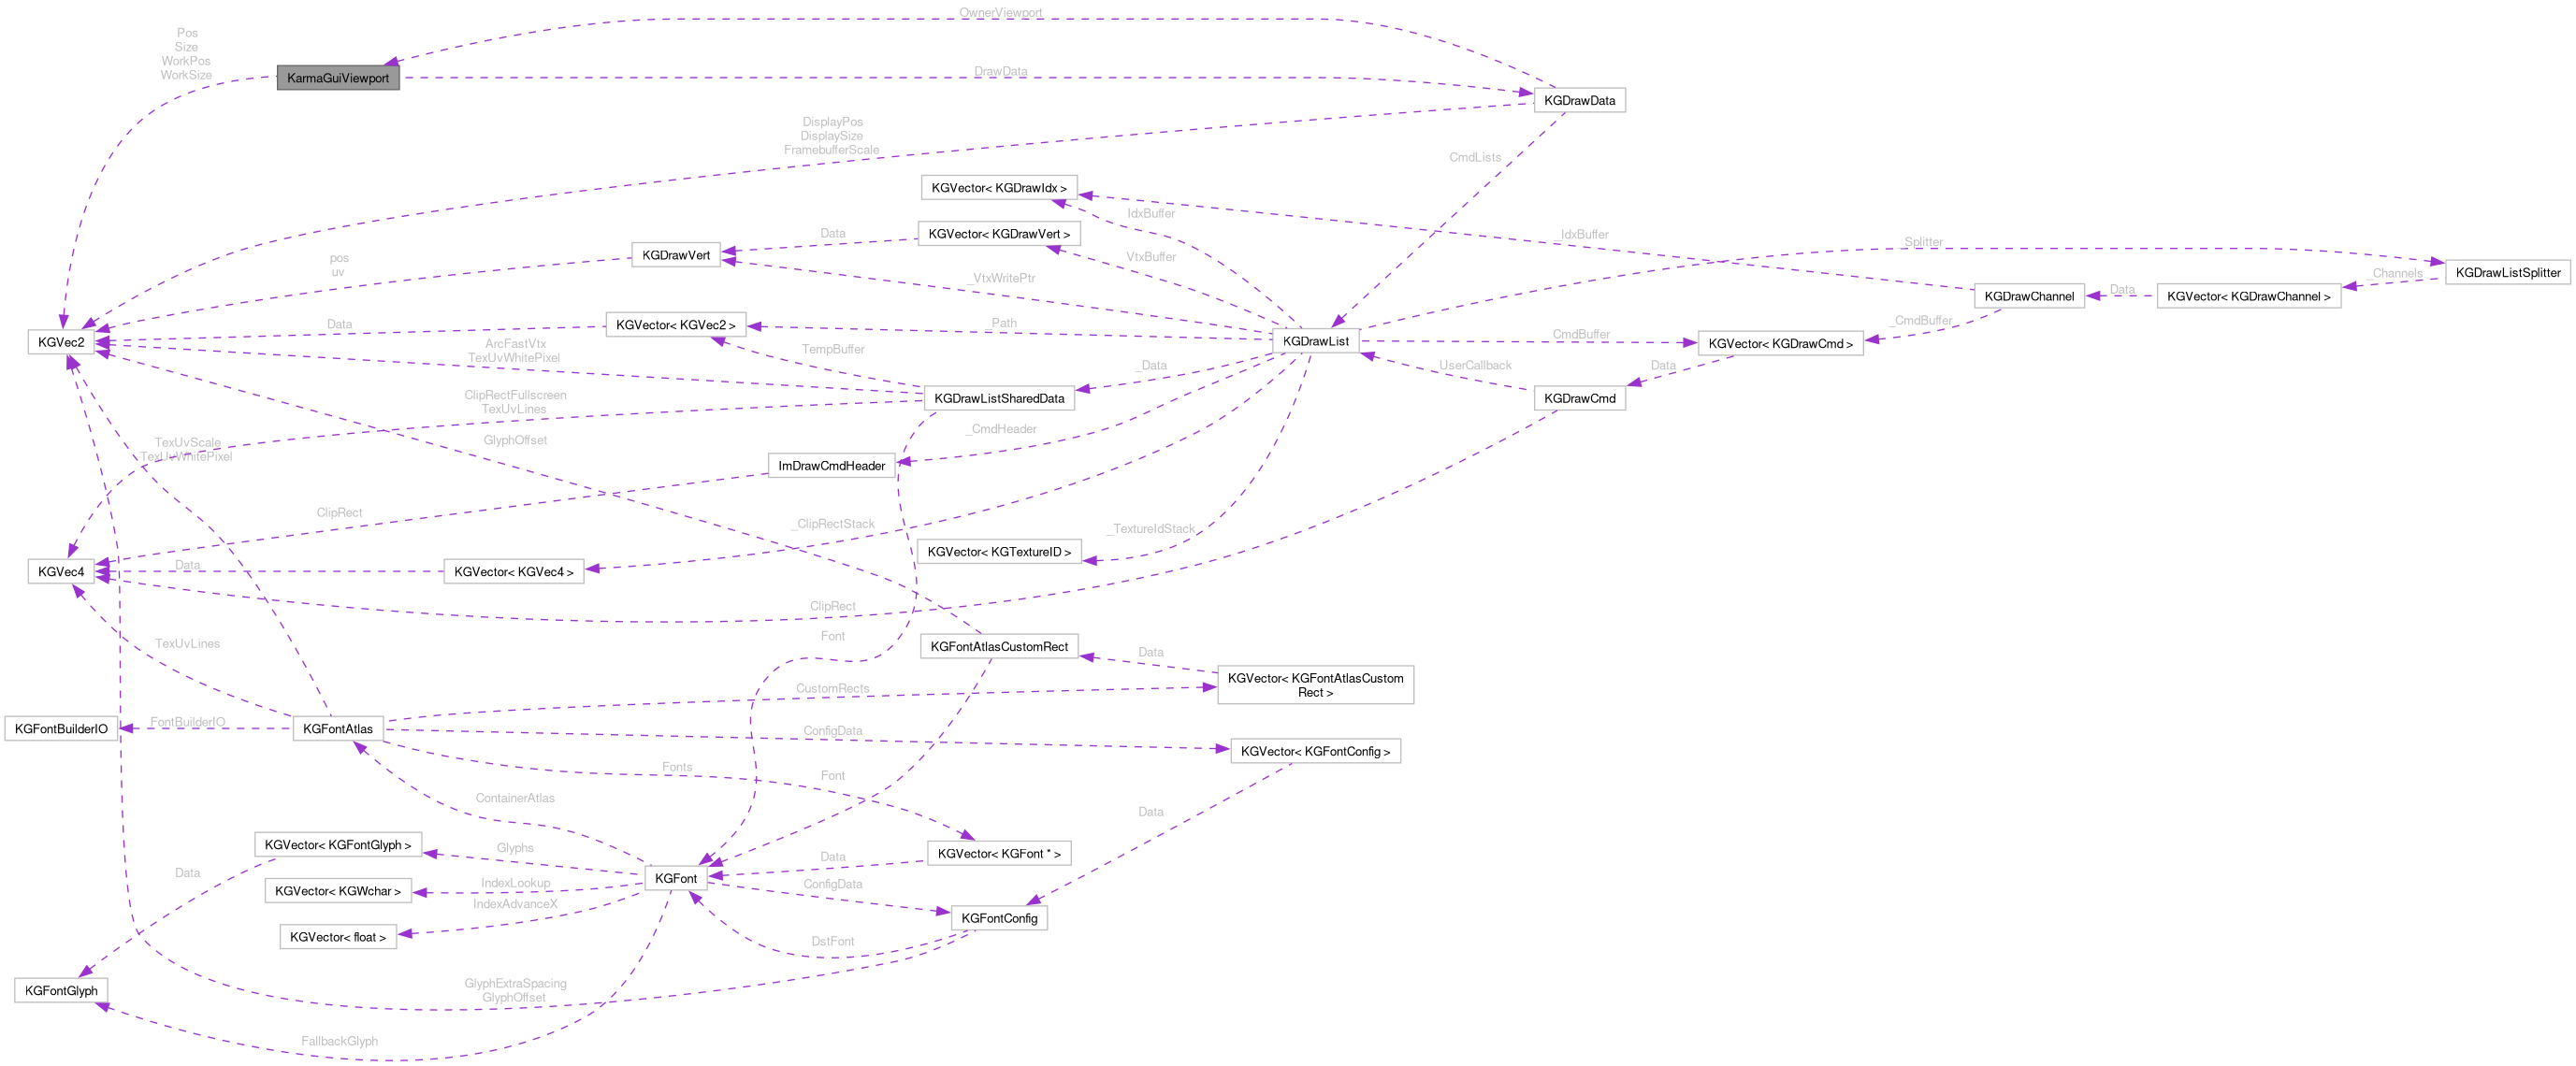 OwnerViewport
Pos
Size
WorkPos
WorkSize
KarmaGuiViewport
DrawData
KGDrawData
DisplayPos
DisplaySize
FramebufferScale
CmdLists
KGVector< KGDrawIdx >
IdxBuffer
KGVector< KGDrawVert >
Data
_IdxBuffer
_Splitter
KGDrawVert
pos
uv
VtxBuffer
_VtxWritePtr
KGDrawListSplitter
_Channels
KGDrawChannel
Data
KGVector< KGDrawChannel >
KGVector< KGVec2 >
Data
_Path
_CmdBuffer
KGVec2
KGDrawList
CmdBuffer
KGVector< KGDrawCmd >
ArcFastVtx
TexUvWhitePixel
TempBuffer
_Data
UserCallback
Data
ClipRectFullscreen
TexUvLines
KGDrawListSharedData
KGDrawCmd
TexUvScale
TexUvWhitePixel
GlyphOffset
_CmdHeader
ImDrawCmdHeader
ClipRect
_ClipRectStack
_TextureIdStack
KGVector< KGTextureID >
KGVec4
Data
KGVector< KGVec4 >
ClipRect
TexUvLines
Font
KGFontAtlasCustomRect
Data
KGVector< KGFontAtlasCustom
Rect >
CustomRects
KGFontBuilderIO
FontBuilderIO
KGFontAtlas
ConfigData
KGVector< KGFontConfig >
Fonts
Font
ContainerAtlas
Data
KGVector< KGFontGlyph >
Glyphs
Data
KGVector< KGFont * >
Data
KGFont
ConfigData
KGVector< KGWchar >
IndexLookup
IndexAdvanceX
KGFontConfig
KGVector< float >
DstFont
KGFontGlyph
GlyphExtraSpacing
GlyphOffset
FallbackGlyph